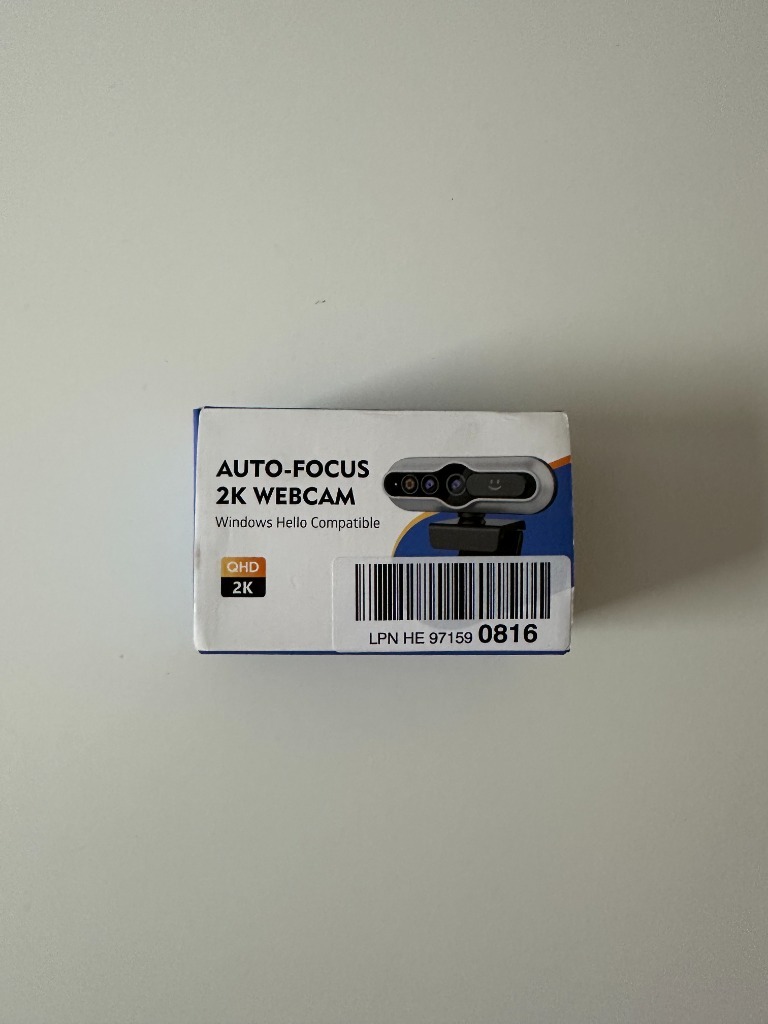 AUTO-FOCUS
2K WEBCAM
Windows Hello Compatible
QHD
2K
LPN HE 97159 0816